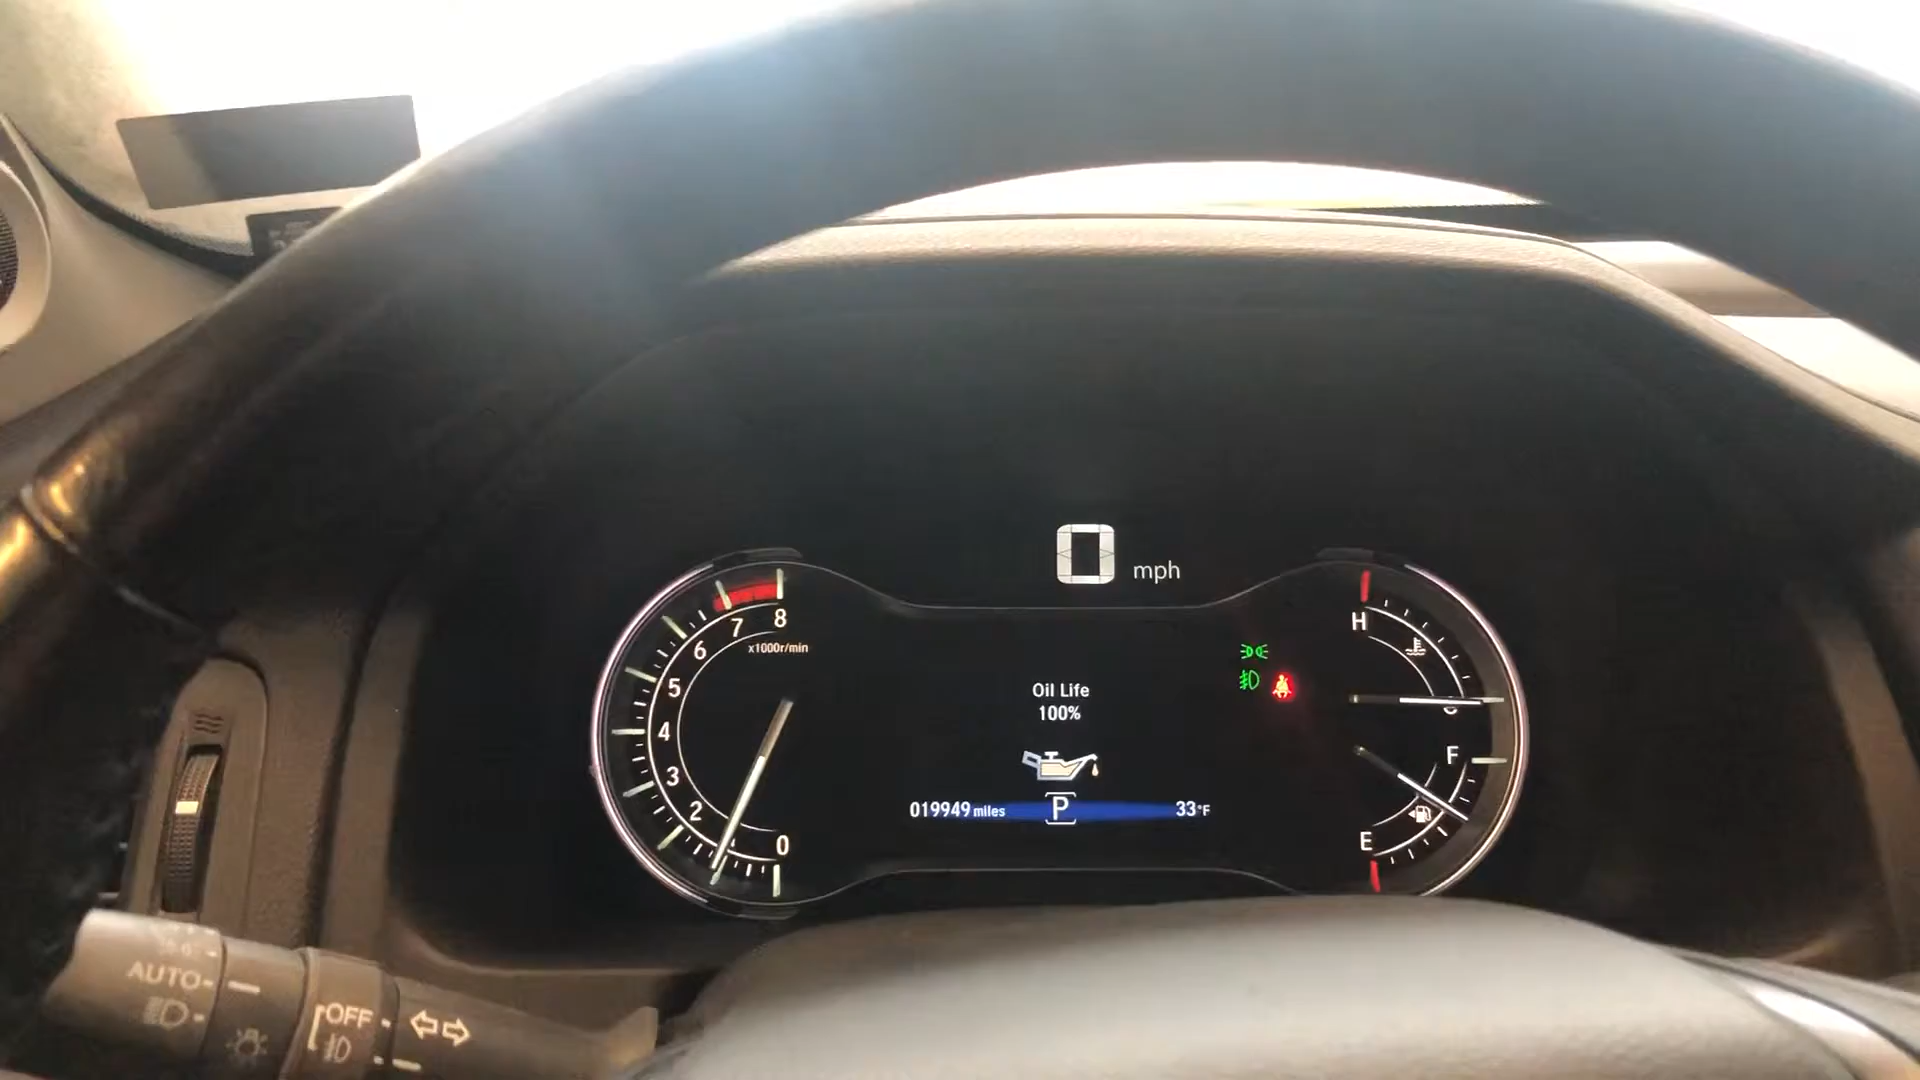 0 mph
8
7
6
x1000r/min
5
4
3
2
0
H
C
F
E
Oil Life
100%
019949 miles P 33°F
AUTO
OFF